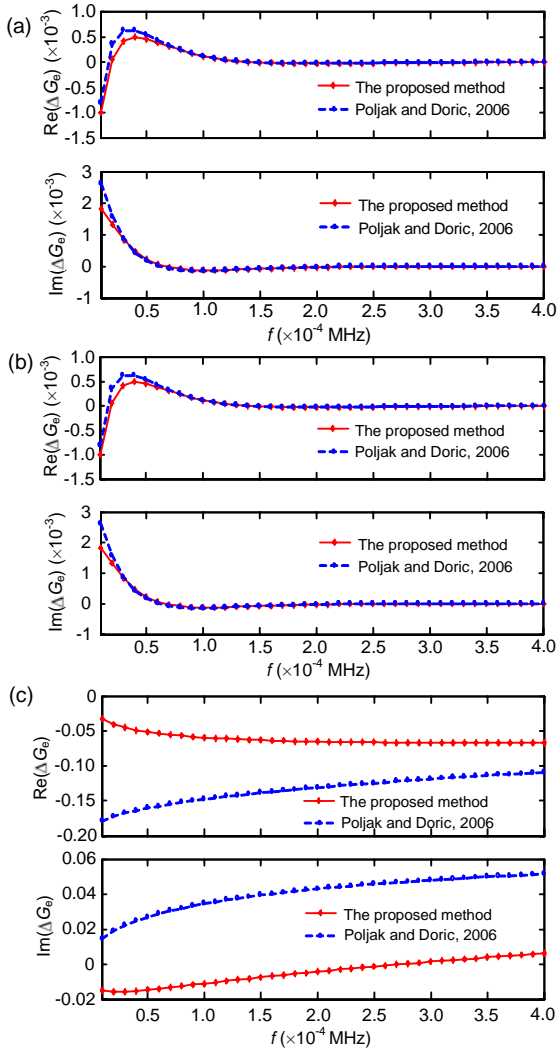 (a)
Re(ΔGe) (×10-3)
1.0
0.5
0.0
-0.5
-1.0
-1.5
The proposed method
Poljak and Doric, 2006
Im(ΔGe) (×10-3)
3
2
1
0
-1
The proposed method
Poljak and Doric, 2006
0.5 1.0 1.5 2.0 2.5 3.0 3.5 4.0
f (×10-4 MHz)
(b)
Re(ΔGe) (×10-3)
1.0
0.5
0.0
-0.5
-1.0
-1.5
The proposed method
Poljak and Doric, 2006
Im(ΔGe) (×10-3)
3
2
1
0
-1
The proposed method
Poljak and Doric, 2006
0.5 1.0 1.5 2.0 2.5 3.0 3.5 4.0
f (×10-4 MHz)
(c)
Re(ΔGe)
0
-0.05
-0.10
-0.15
-0.20
The proposed method
Poljak and Doric, 2006
Im(ΔGe)
0.06
0.04
0.02
0
-0.02
The proposed method
Poljak and Doric, 2006
0.5 1.0 1.5 2.0 2.5 3.0 3.5 4.0
f (×10-4 MHz)